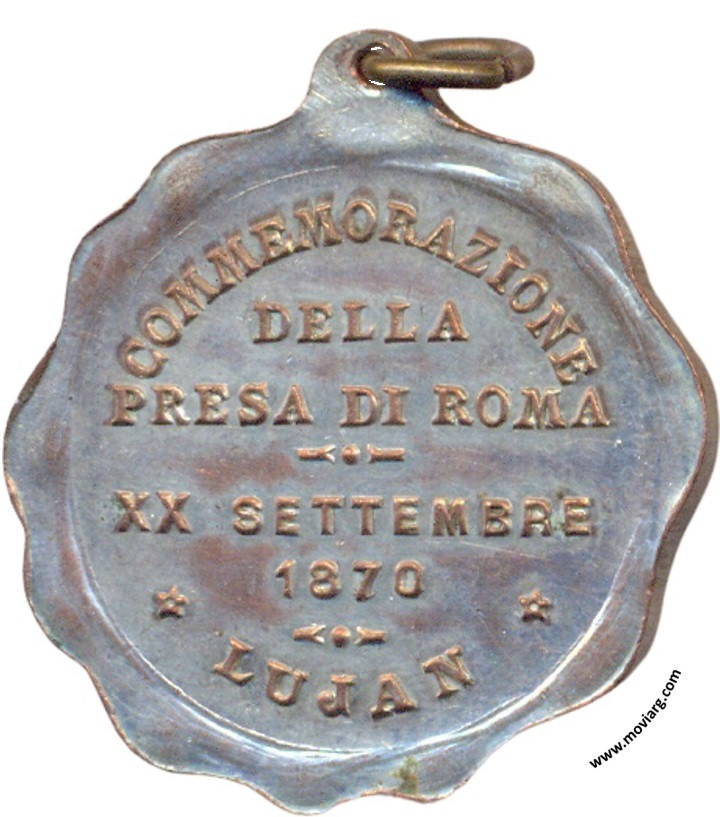 COMMEMORAZIONE
DELLA
PRESA DI ROMA
XX SETTEMBRE
1870
LUJAN
www.moviarg.com